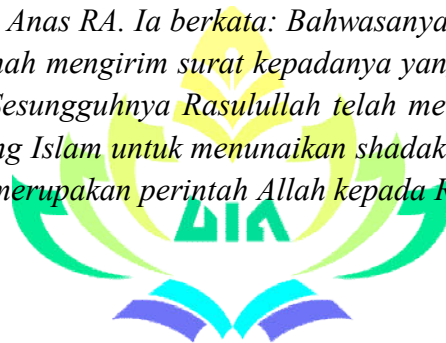 Anas RA. Ia berkata: Bahwasanya
nah mengirim surat kepadanya yan
Sesungguhnya Rasulullah telah me
ng Islam untuk menunaikan shadak
merupakan perintah Allah kepada R